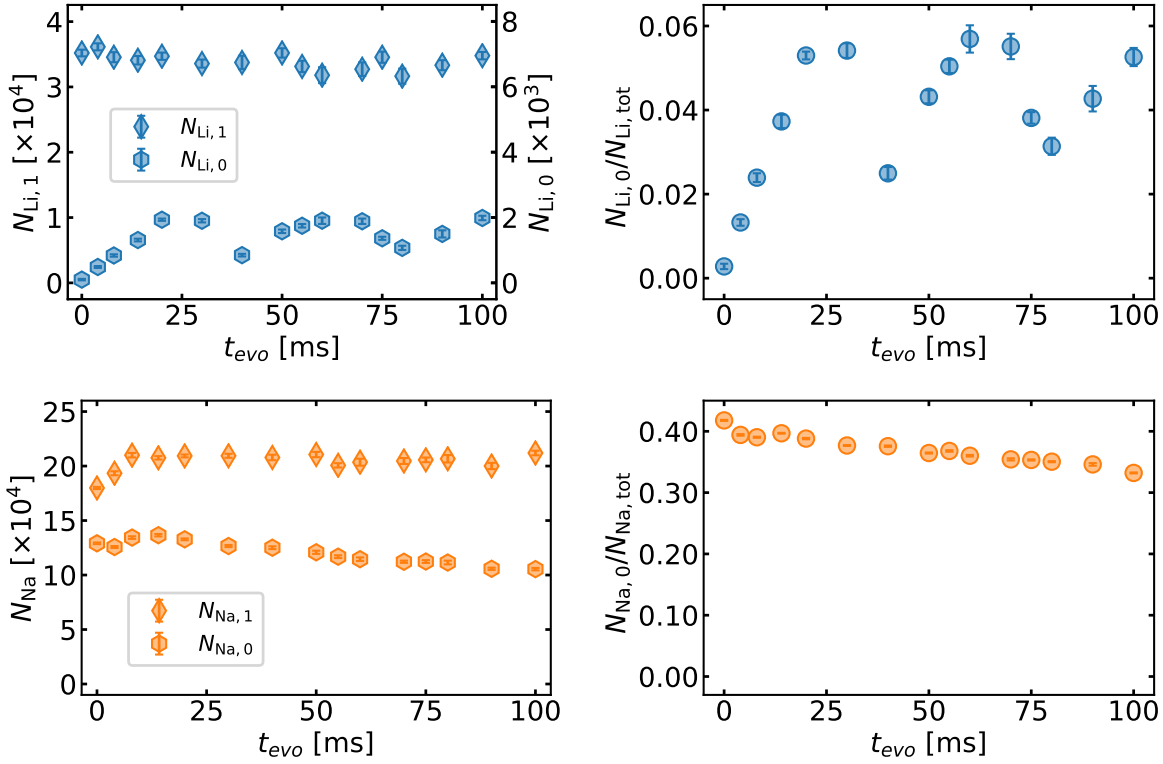 4
3
2
1
0
N_Li, 1 [×10^4]
8
6
4
2
0
N_Li, 0 [×10^3]
N_Li, 1
N_Li, 0
0 25 50 75 100
t_evo [ms]
0.06
0.04
0.02
0.00
N_Li, 0/N_Li, tot
0 25 50 75 100
t_evo [ms]
25
20
15
10
5
0
N_Na [×10^4]
N_Na, 1
N_Na, 0
0 25 50 75 100
t_evo [ms]
0.40
0.30
0.20
0.10
0.00
N_Na, 0/N_Na, tot
0 25 50 75 100
t_evo [ms]